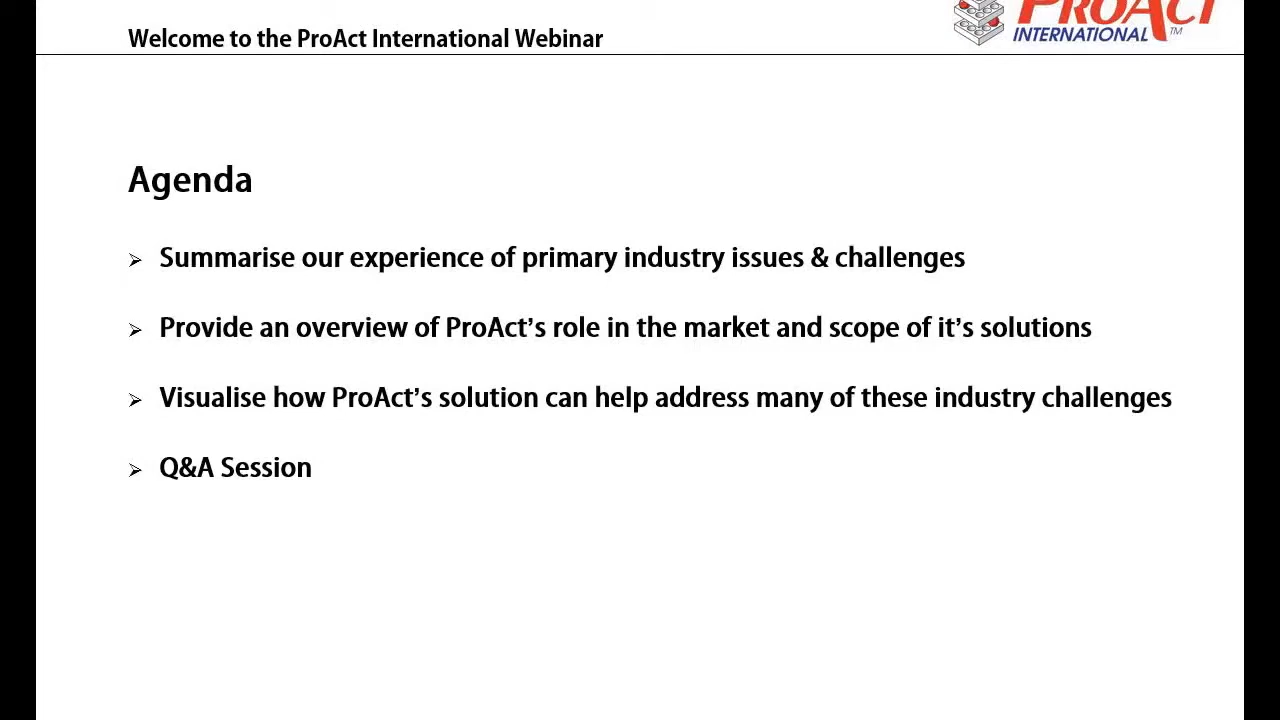 Welcome to the ProAct International Webinar
PROACT
INTERNATIONAL TM
Agenda
➢ Summarise our experience of primary industry issues & challenges
➢ Provide an overview of ProAct’s role in the market and scope of it’s solutions
➢ Visualise how ProAct’s solution can help address many of these industry challenges
➢ Q&A Session